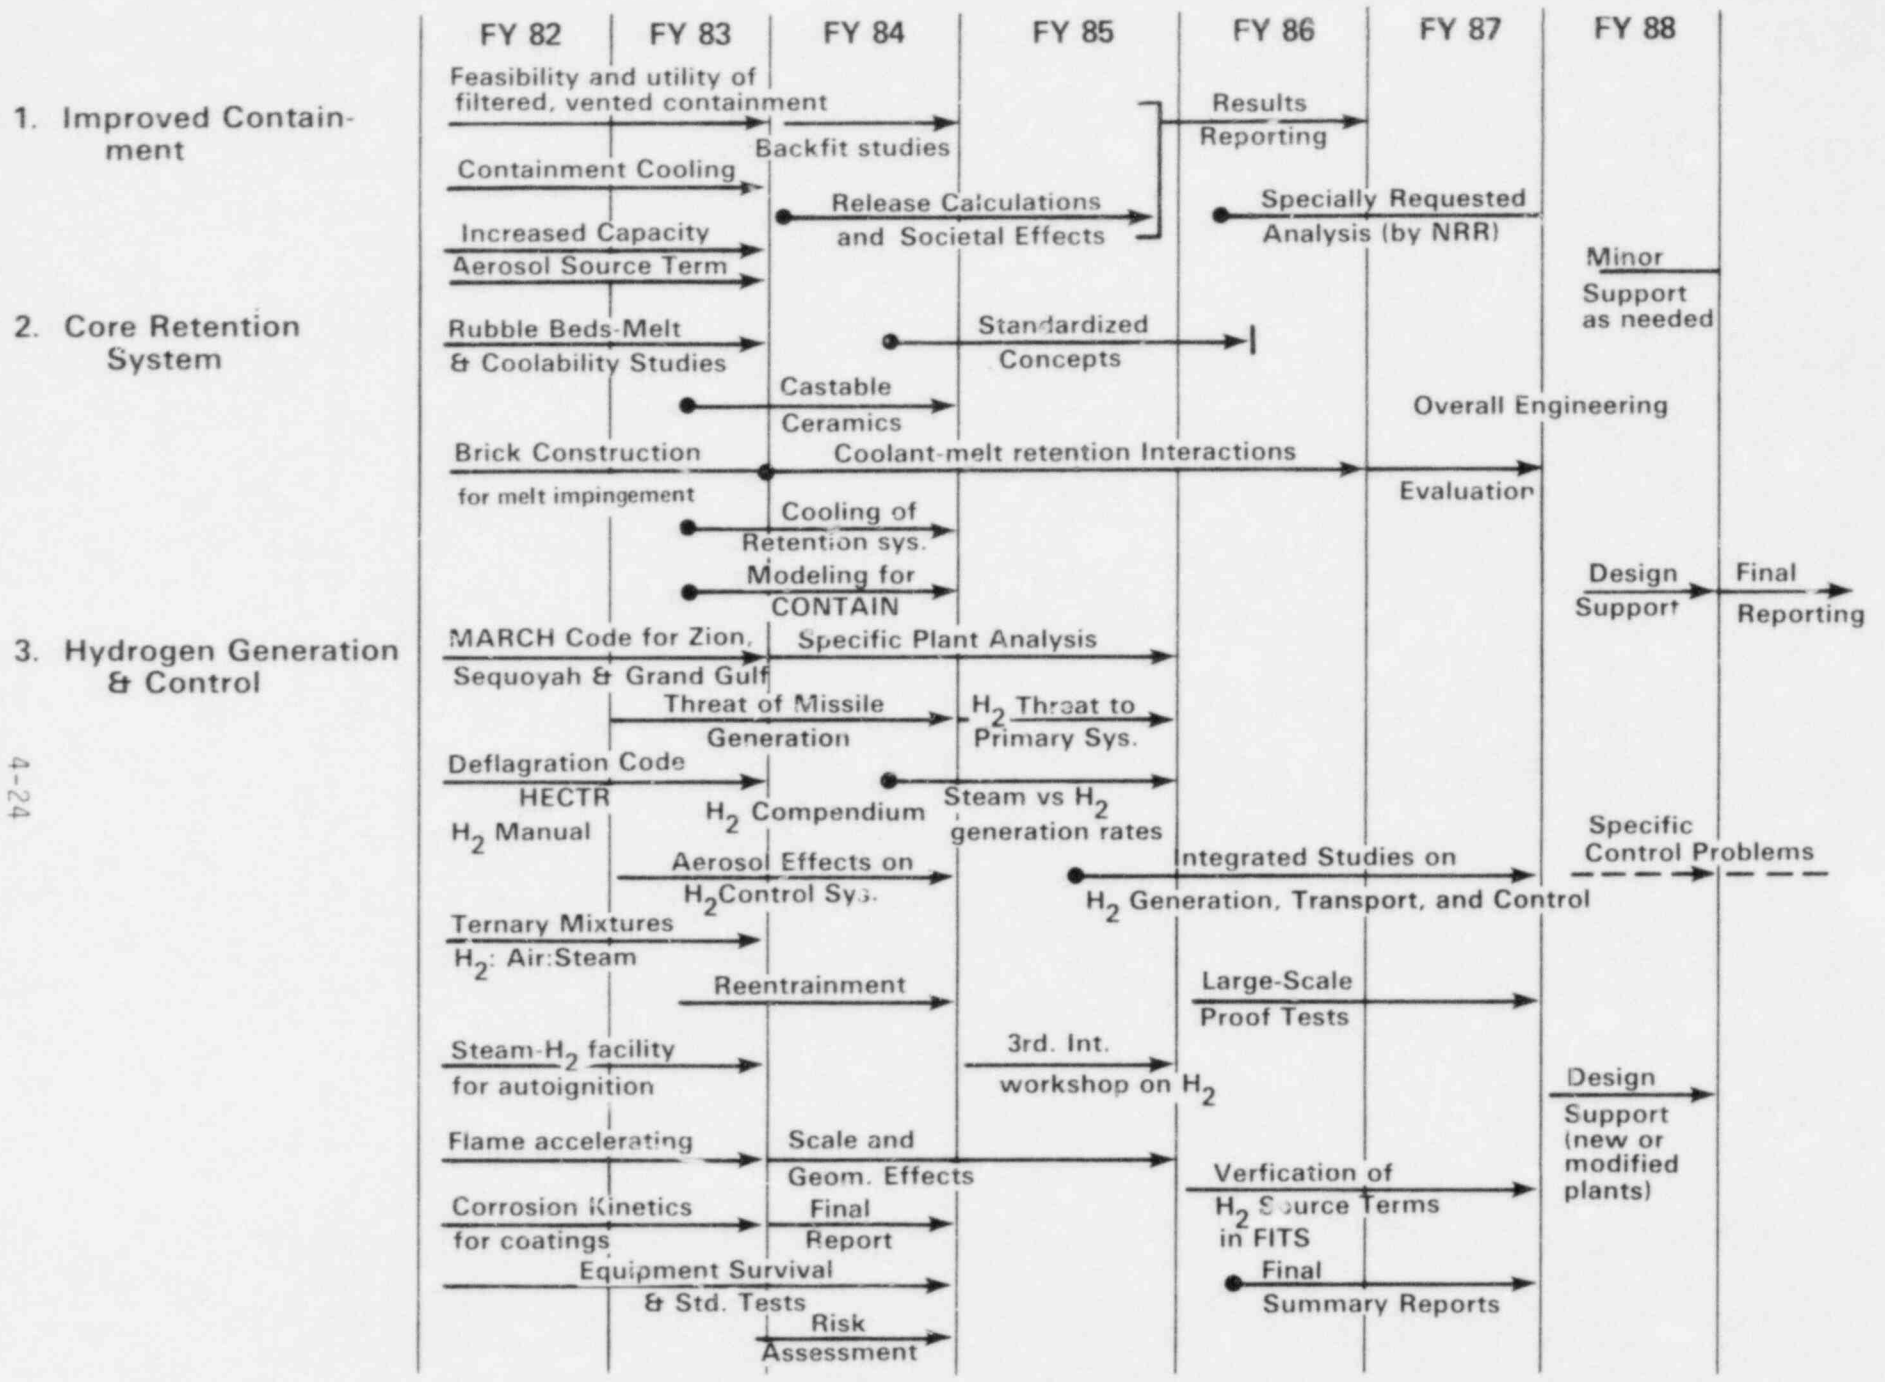 FY 82 FY 83 FY 84 FY 85 FY 86 FY 87 FY 88
1. Improved Contain-
ment
Feasibility and utility of
filtered, vented containment
Backfit studies
Results
Reporting
Containment Cooling
Release Calculations
and Societal Effects
Specially Requested
Analysis (by NRR)
Increased Capacity
Aerosol Source Term
Minor
Support
as needed
2. Core Retention
System
Rubble Beds-Melt
& Coolability Studies
Standardized
Concepts
Castable
Ceramics
Overall Engineering
Brick Construction
for melt impingement
Coolant-melt retention Interactions
Evaluation
Cooling of
Retention sys.
Modeling for
CONTAIN
Design
Support
Final
Reporting
3. Hydrogen Generation
& Control
MARCH Code for Zion,
Sequoyah & Grand Gulf
Specific Plant Analysis
Threat of Missile
Generation
H2 Threat to
Primary Sys.
Deflagration Code
HECTR
H2 Manual
H2 Compendium
Steam vs H2
generation rates
Aerosol Effects on
H2 Control Sys.
Integrated Studies on
H2 Generation, Transport, and Control
Specific
Control Problems
Ternary Mixtures
H2: Air:Steam
Reentrainment
Large-Scale
Proof Tests
Steam-H2 facility
for autoignition
3rd. Int.
workshop on H2
Design
Support
(new or
modified
plants)
Flame accelerating
Scale and
Geom. Effects
Verfication of
H2 Source Terms
in FITS
Corrosion Kinetics
for coatings
Final
Report
Equipment Survival
& Std. Tests
Final
Summary Reports
Risk
Assessment
4-24